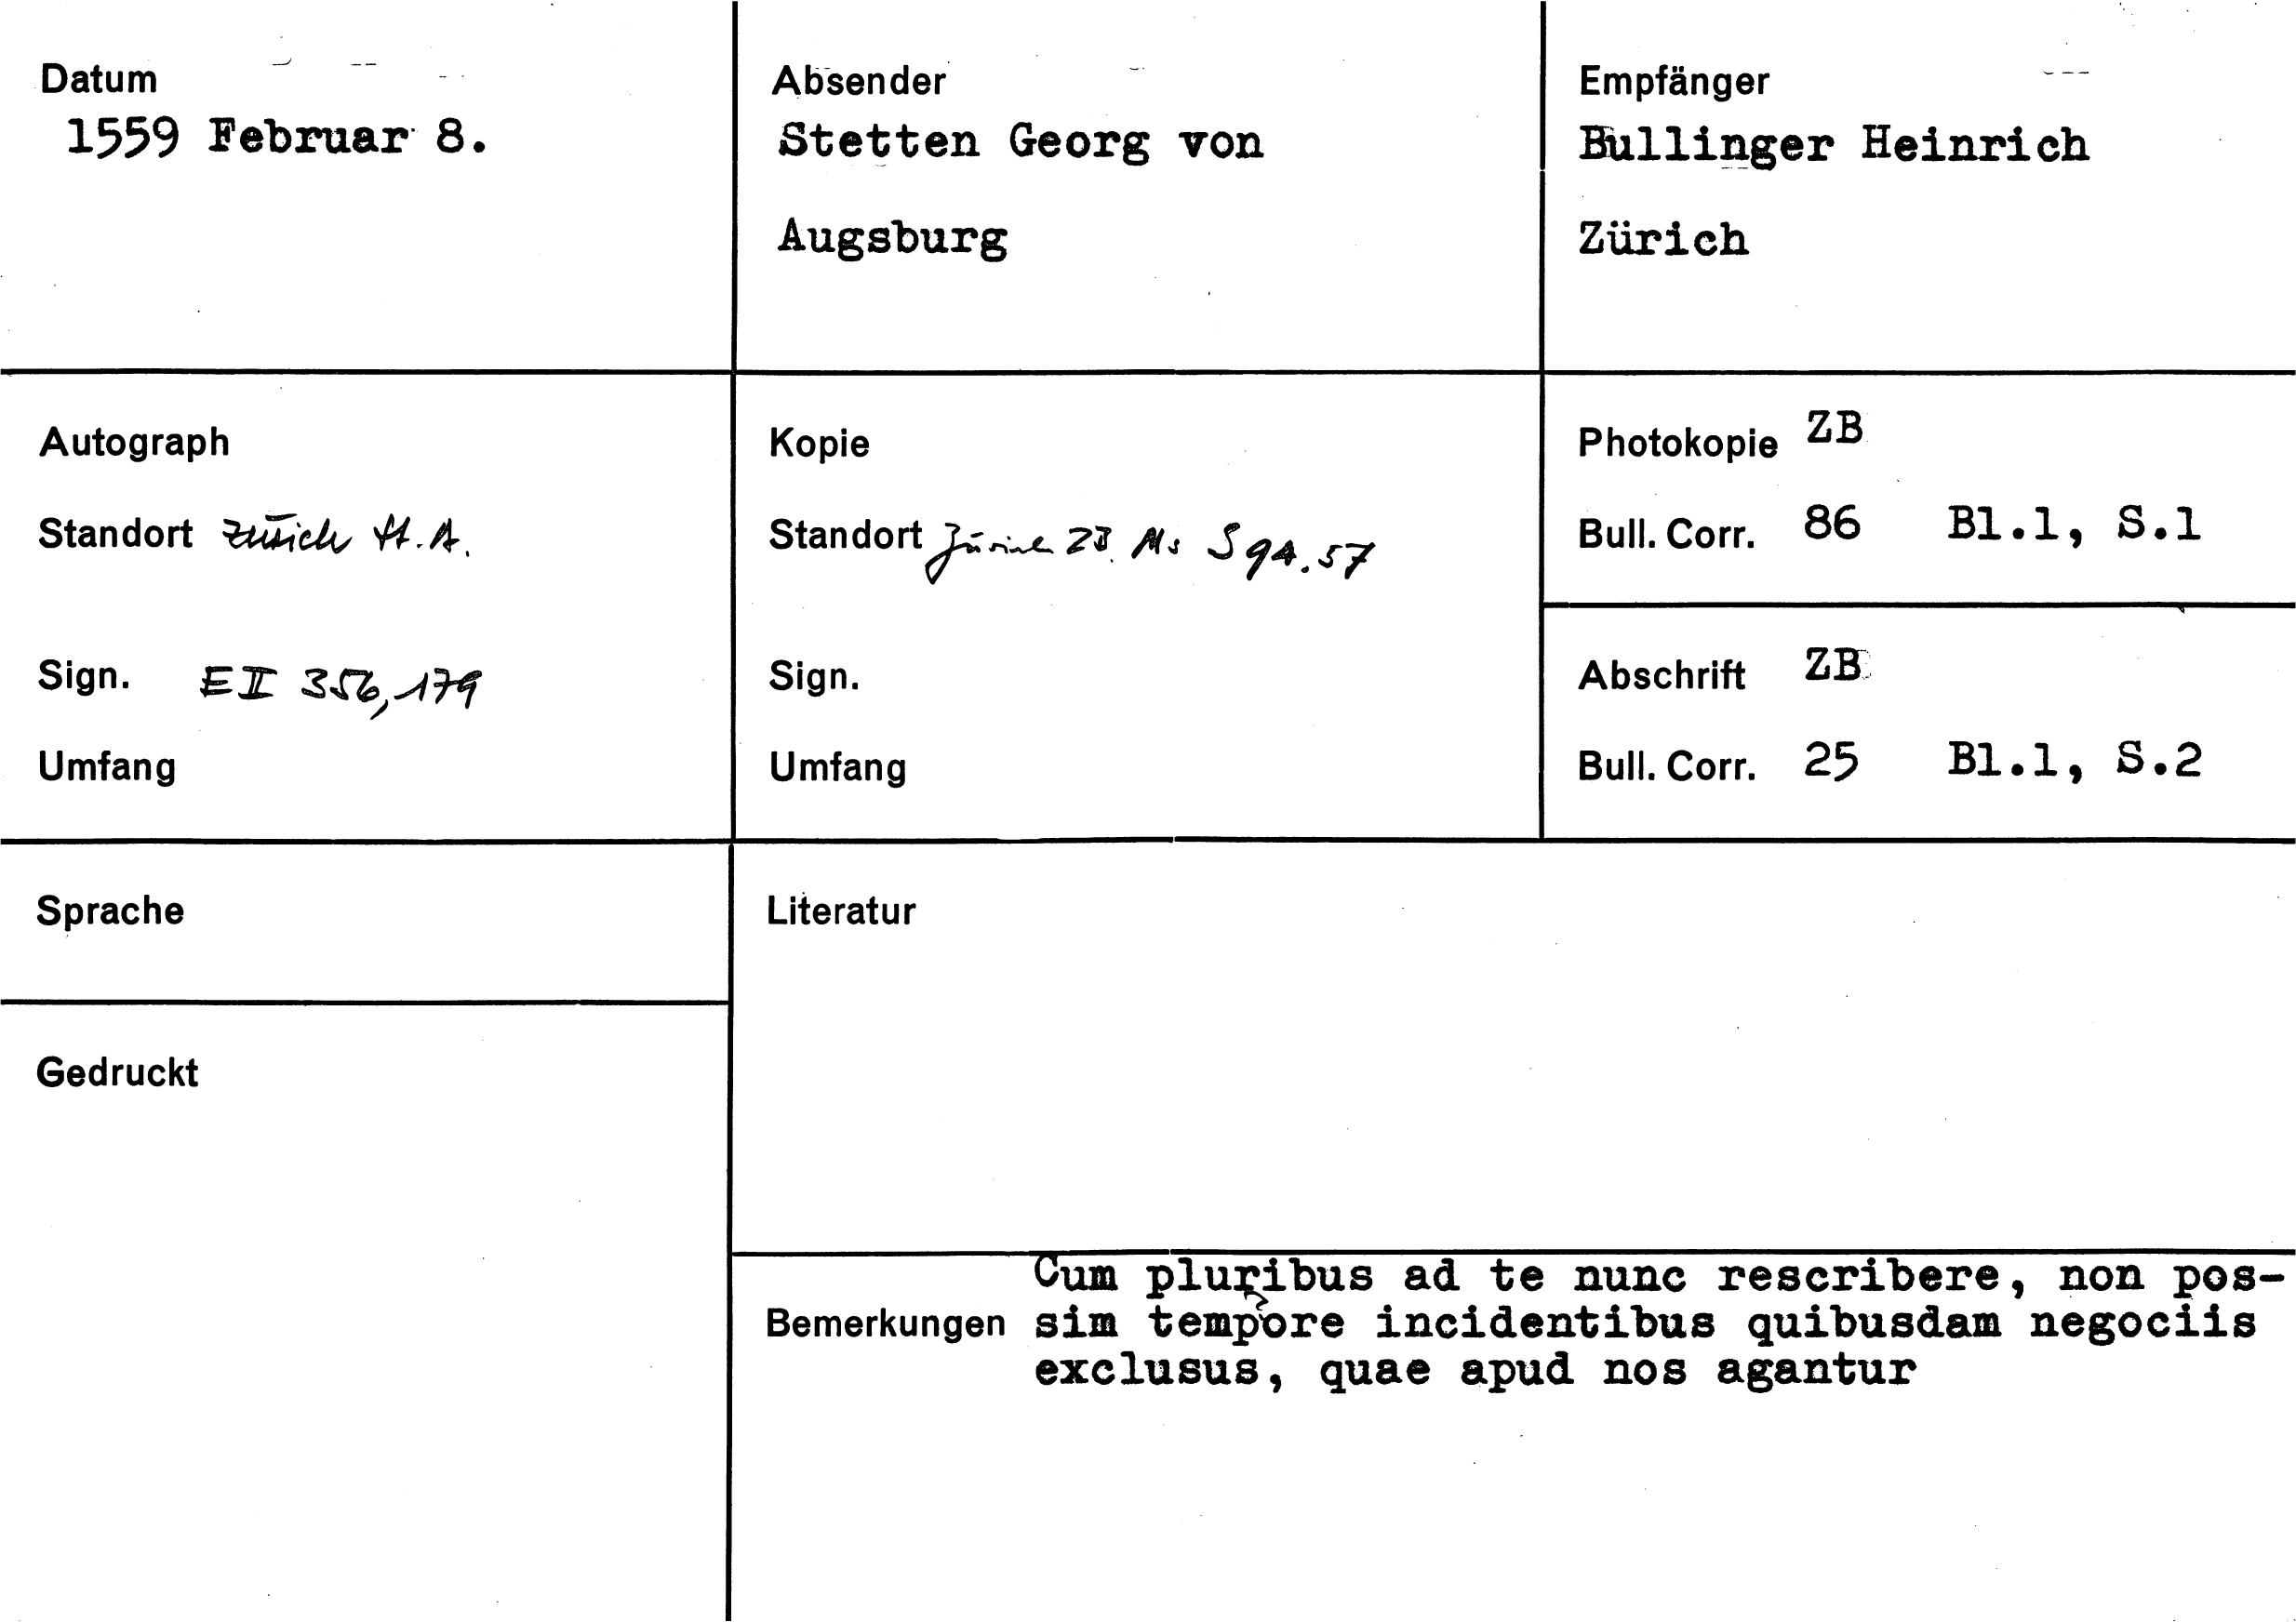 Datum
1559 Februar 8.
Absender
Stetten Georg von
Augsburg
Empfänger
Bullinger Heinrich
Zürich
Autograph
Standort Zürich St.A.
Sign. E II 356, 179
Umfang
Kopie
Standort Zürich ZB. Ms S 94.57
Sign.
Umfang
Photokopie ZB
Bull. Corr. 86 Bl.1, S.1
Abschrift ZB
Bull. Corr. 25 Bl.1, S.2
Sprache
Gedruckt
Literatur
Bemerkungen
Cum pluribus ad te nunc rescribere, non pos-
sim tempore incidentibus quibusdam negociis
exclusus, quae apud nos agantur